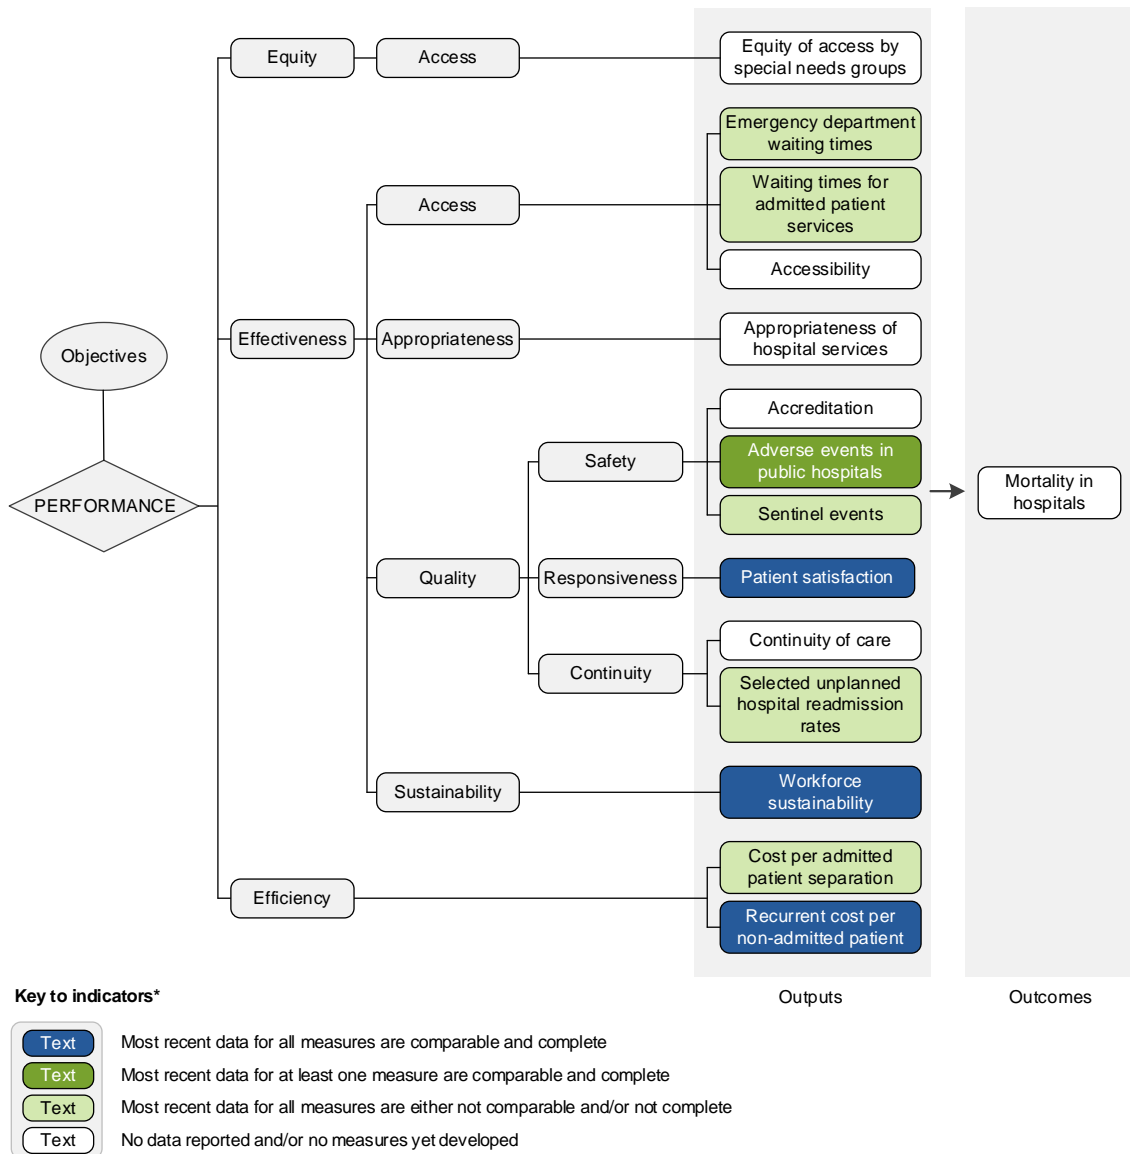 Equity
Access
Equity of access by
special needs groups
Emergency department
waiting times
Access
Waiting times for
admitted patient
services
Accessibility
Objectives
Effectiveness
Appropriateness
Appropriateness of
hospital services
PERFORMANCE
Accreditation
Safety
Adverse events in
public hospitals
Sentinel events
Mortality in
hospitals
Quality
Responsiveness
Patient satisfaction
Continuity
Continuity of care
Selected unplanned
hospital readmission
rates
Sustainability
Workforce
sustainability
Efficiency
Cost per admitted
patient separation
Recurrent cost per
non-admitted patient
Outputs
Outcomes
Key to indicators*
Text Most recent data for all measures are comparable and complete
Text Most recent data for at least one measure are comparable and complete
Text Most recent data for all measures are either not comparable and/or not complete
Text No data reported and/or no measures yet developed